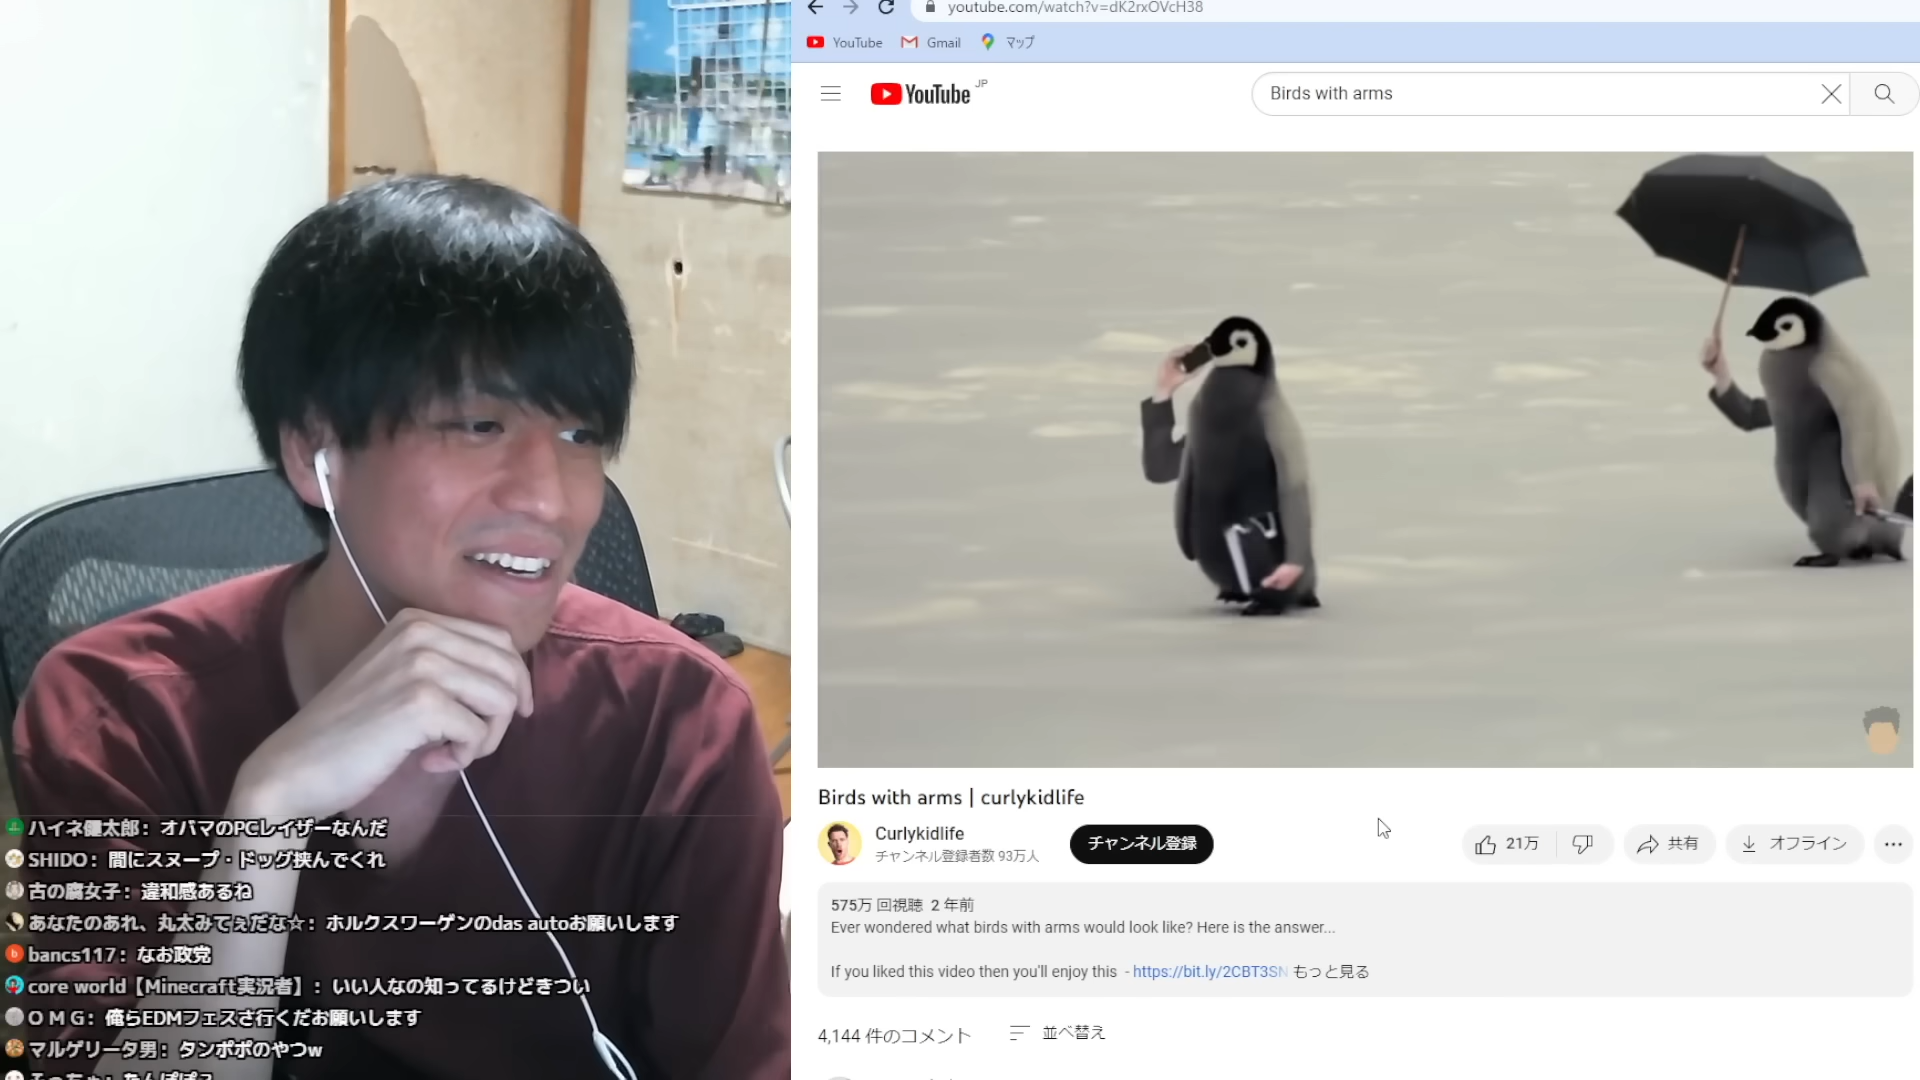 youtube.com/watch?v=dK2rxOVcH38
YouTube
Gmail
マップ
YouTube JP
Birds with arms
Birds with arms | curlykidlife
Curlykidlife
チャンネル登録者数 93万人
チャンネル登録
21万
共有
オフライン
575万 回視聴 2 年前
Ever wondered what birds with arms would look like? Here is the answer...
If you liked this video then you'll enjoy this - https://bit.ly/2CBT3SN もっと見る
4,144 件のコメント
並べ替え
ハイネ健太郎: オバマのPCレイザーなんだ
SHIDO: 間にスヌープ・ドッグ挟んでくれ
古の腐女子: 違和感あるね
あなたのあれ、丸太みてぇだな☆: ホルクスワーゲンのdas autoお願いします
bancs117: なお政党
core world【Minecraft実況者】: いい人なの知ってるけどきつい
O M G: 俺らEDMフェスさ行くだお願いします
マルゲリータ男: タンポポのやつw